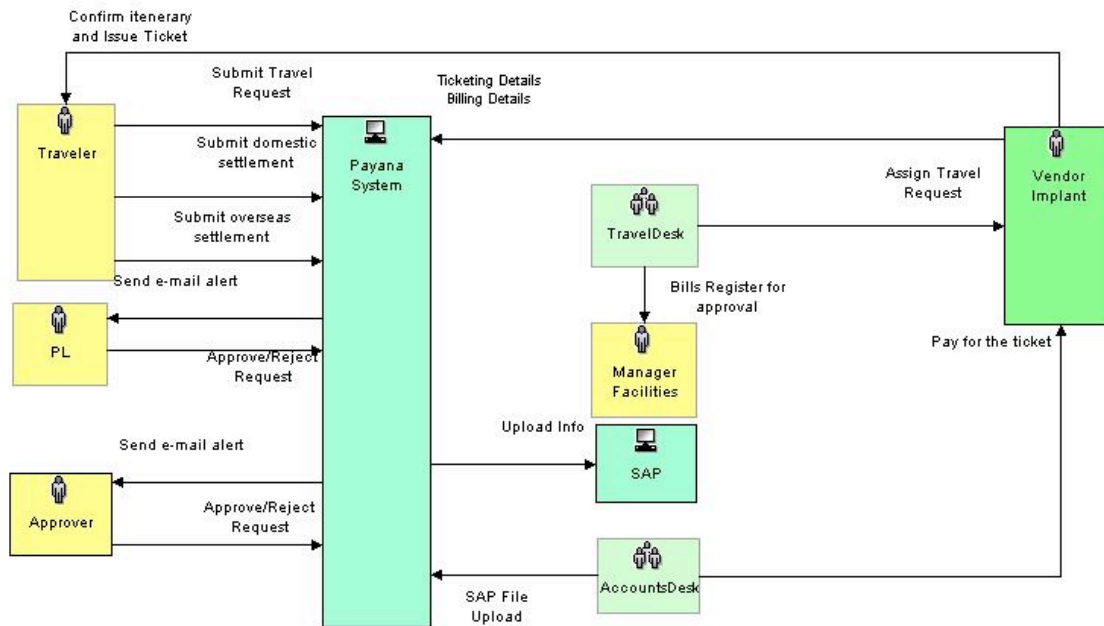 Confirm itenerary
and Issue Ticket
Submit Travel
Request
Ticketing Details
Billing Details
Traveler
Submit domestic
settlement
Payana
System
Vendor
Implant
Assign Travel
Request
Submit overseas
settlement
TravelDesk
Send e-mail alert
Bills Register for
approval
PL
Approve/Reject
Request
Pay for the ticket
Manager
Facilities
Upload Info
Send e-mail alert
SAP
Approver
Approve/Reject
Request
AccountsDesk
SAP File
Upload